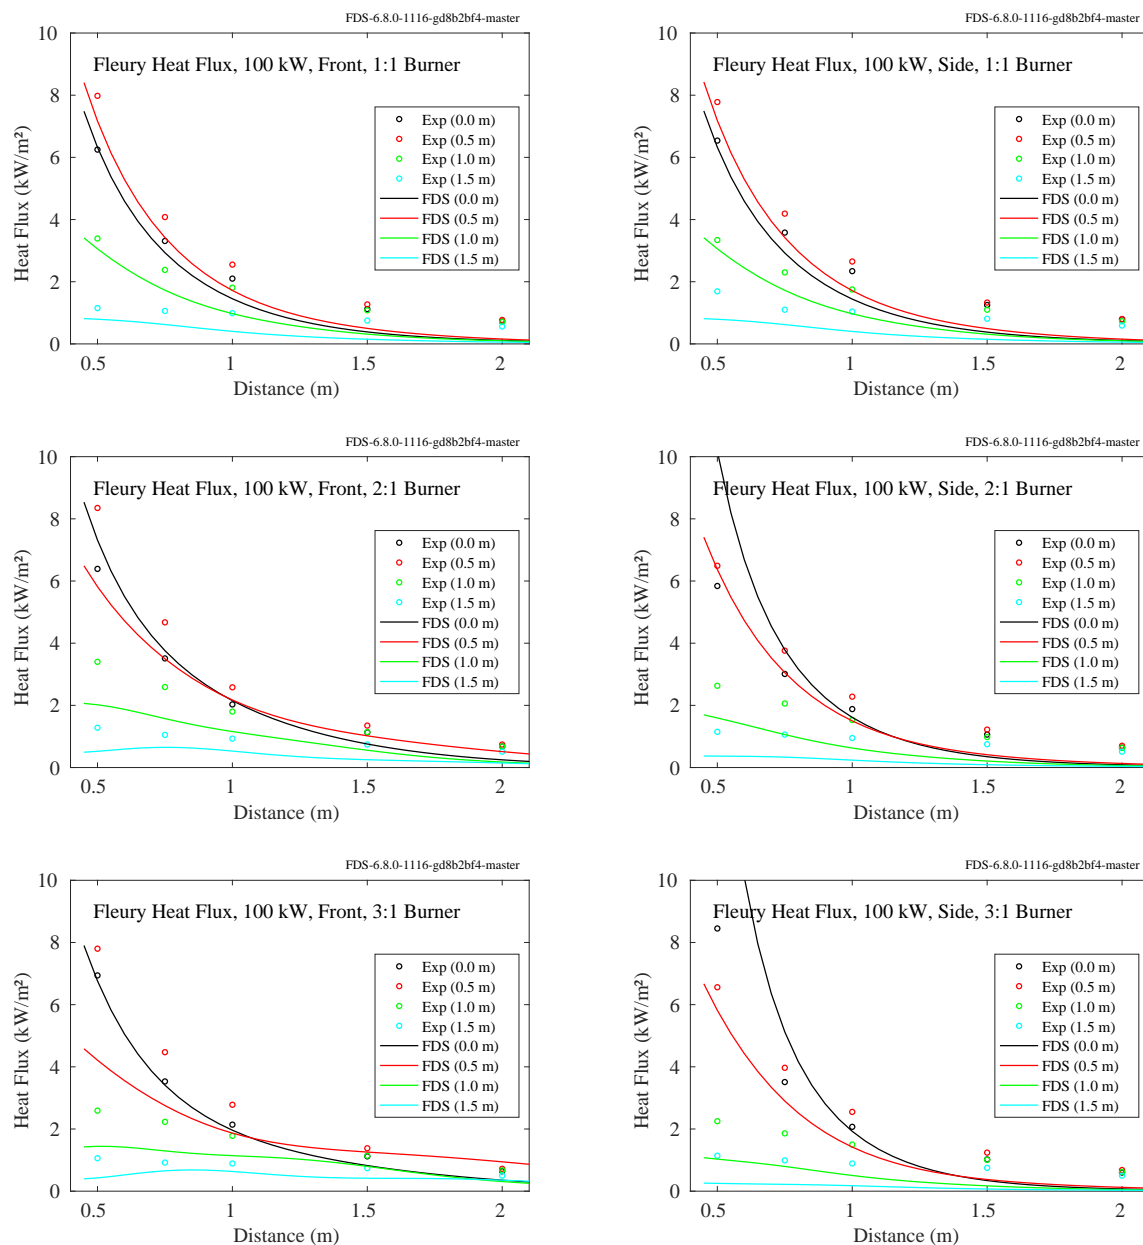 FDS-6.8.0-1116-gd8b2bf4-master
Fleury Heat Flux, 100 kW, Front, 1:1 Burner
Heat Flux (kW/m²)
10
8
6
4
2
0
Exp (0.0 m)
Exp (0.5 m)
Exp (1.0 m)
Exp (1.5 m)
FDS (0.0 m)
FDS (0.5 m)
FDS (1.0 m)
FDS (1.5 m)
0.5 1 1.5 2
Distance (m)
FDS-6.8.0-1116-gd8b2bf4-master
Fleury Heat Flux, 100 kW, Side, 1:1 Burner
Heat Flux (kW/m²)
10
8
6
4
2
0
Exp (0.0 m)
Exp (0.5 m)
Exp (1.0 m)
Exp (1.5 m)
FDS (0.0 m)
FDS (0.5 m)
FDS (1.0 m)
FDS (1.5 m)
0.5 1 1.5 2
Distance (m)
FDS-6.8.0-1116-gd8b2bf4-master
Fleury Heat Flux, 100 kW, Front, 2:1 Burner
Heat Flux (kW/m²)
10
8
6
4
2
0
Exp (0.0 m)
Exp (0.5 m)
Exp (1.0 m)
Exp (1.5 m)
FDS (0.0 m)
FDS (0.5 m)
FDS (1.0 m)
FDS (1.5 m)
0.5 1 1.5 2
Distance (m)
FDS-6.8.0-1116-gd8b2bf4-master
Fleury Heat Flux, 100 kW, Side, 2:1 Burner
Heat Flux (kW/m²)
10
8
6
4
2
0
Exp (0.0 m)
Exp (0.5 m)
Exp (1.0 m)
Exp (1.5 m)
FDS (0.0 m)
FDS (0.5 m)
FDS (1.0 m)
FDS (1.5 m)
0.5 1 1.5 2
Distance (m)
FDS-6.8.0-1116-gd8b2bf4-master
Fleury Heat Flux, 100 kW, Front, 3:1 Burner
Heat Flux (kW/m²)
10
8
6
4
2
0
Exp (0.0 m)
Exp (0.5 m)
Exp (1.0 m)
Exp (1.5 m)
FDS (0.0 m)
FDS (0.5 m)
FDS (1.0 m)
FDS (1.5 m)
0.5 1 1.5 2
Distance (m)
FDS-6.8.0-1116-gd8b2bf4-master
Fleury Heat Flux, 100 kW, Side, 3:1 Burner
Heat Flux (kW/m²)
10
8
6
4
2
0
Exp (0.0 m)
Exp (0.5 m)
Exp (1.0 m)
Exp (1.5 m)
FDS (0.0 m)
FDS (0.5 m)
FDS (1.0 m)
FDS (1.5 m)
0.5 1 1.5 2
Distance (m)